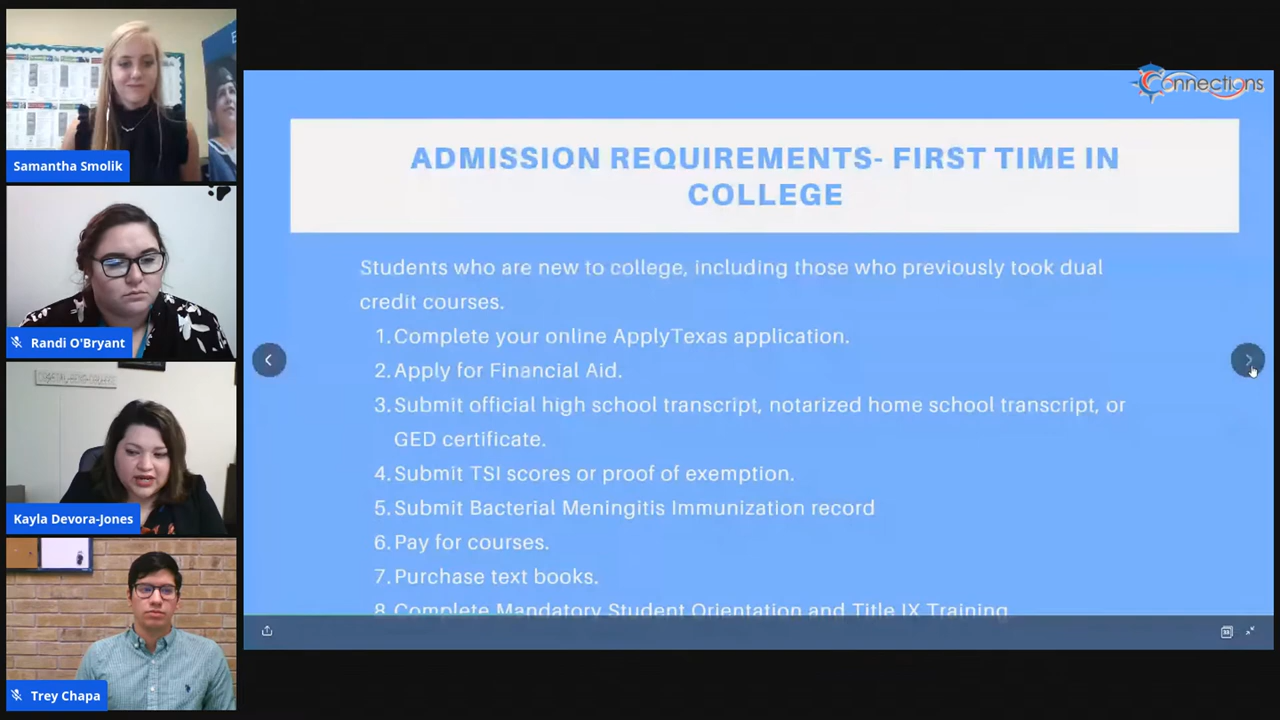 Samantha Smolik
Randi O'Bryant
Kayla Devora-Jones
Trey Chapa
Connections
ADMISSION REQUIREMENTS- FIRST TIME IN
COLLEGE
Students who are new to college, including those who previously took dual
credit courses.
1. Complete your online ApplyTexas application.
2. Apply for Financial Aid.
3. Submit official high school transcript, notarized home school transcript, or
GED certificate.
4. Submit TSI scores or proof of exemption.
5. Submit Bacterial Meningitis Immunization record
6. Pay for courses.
7. Purchase text books.
8. Complete Mandatory Student Orientation and Title IX Training